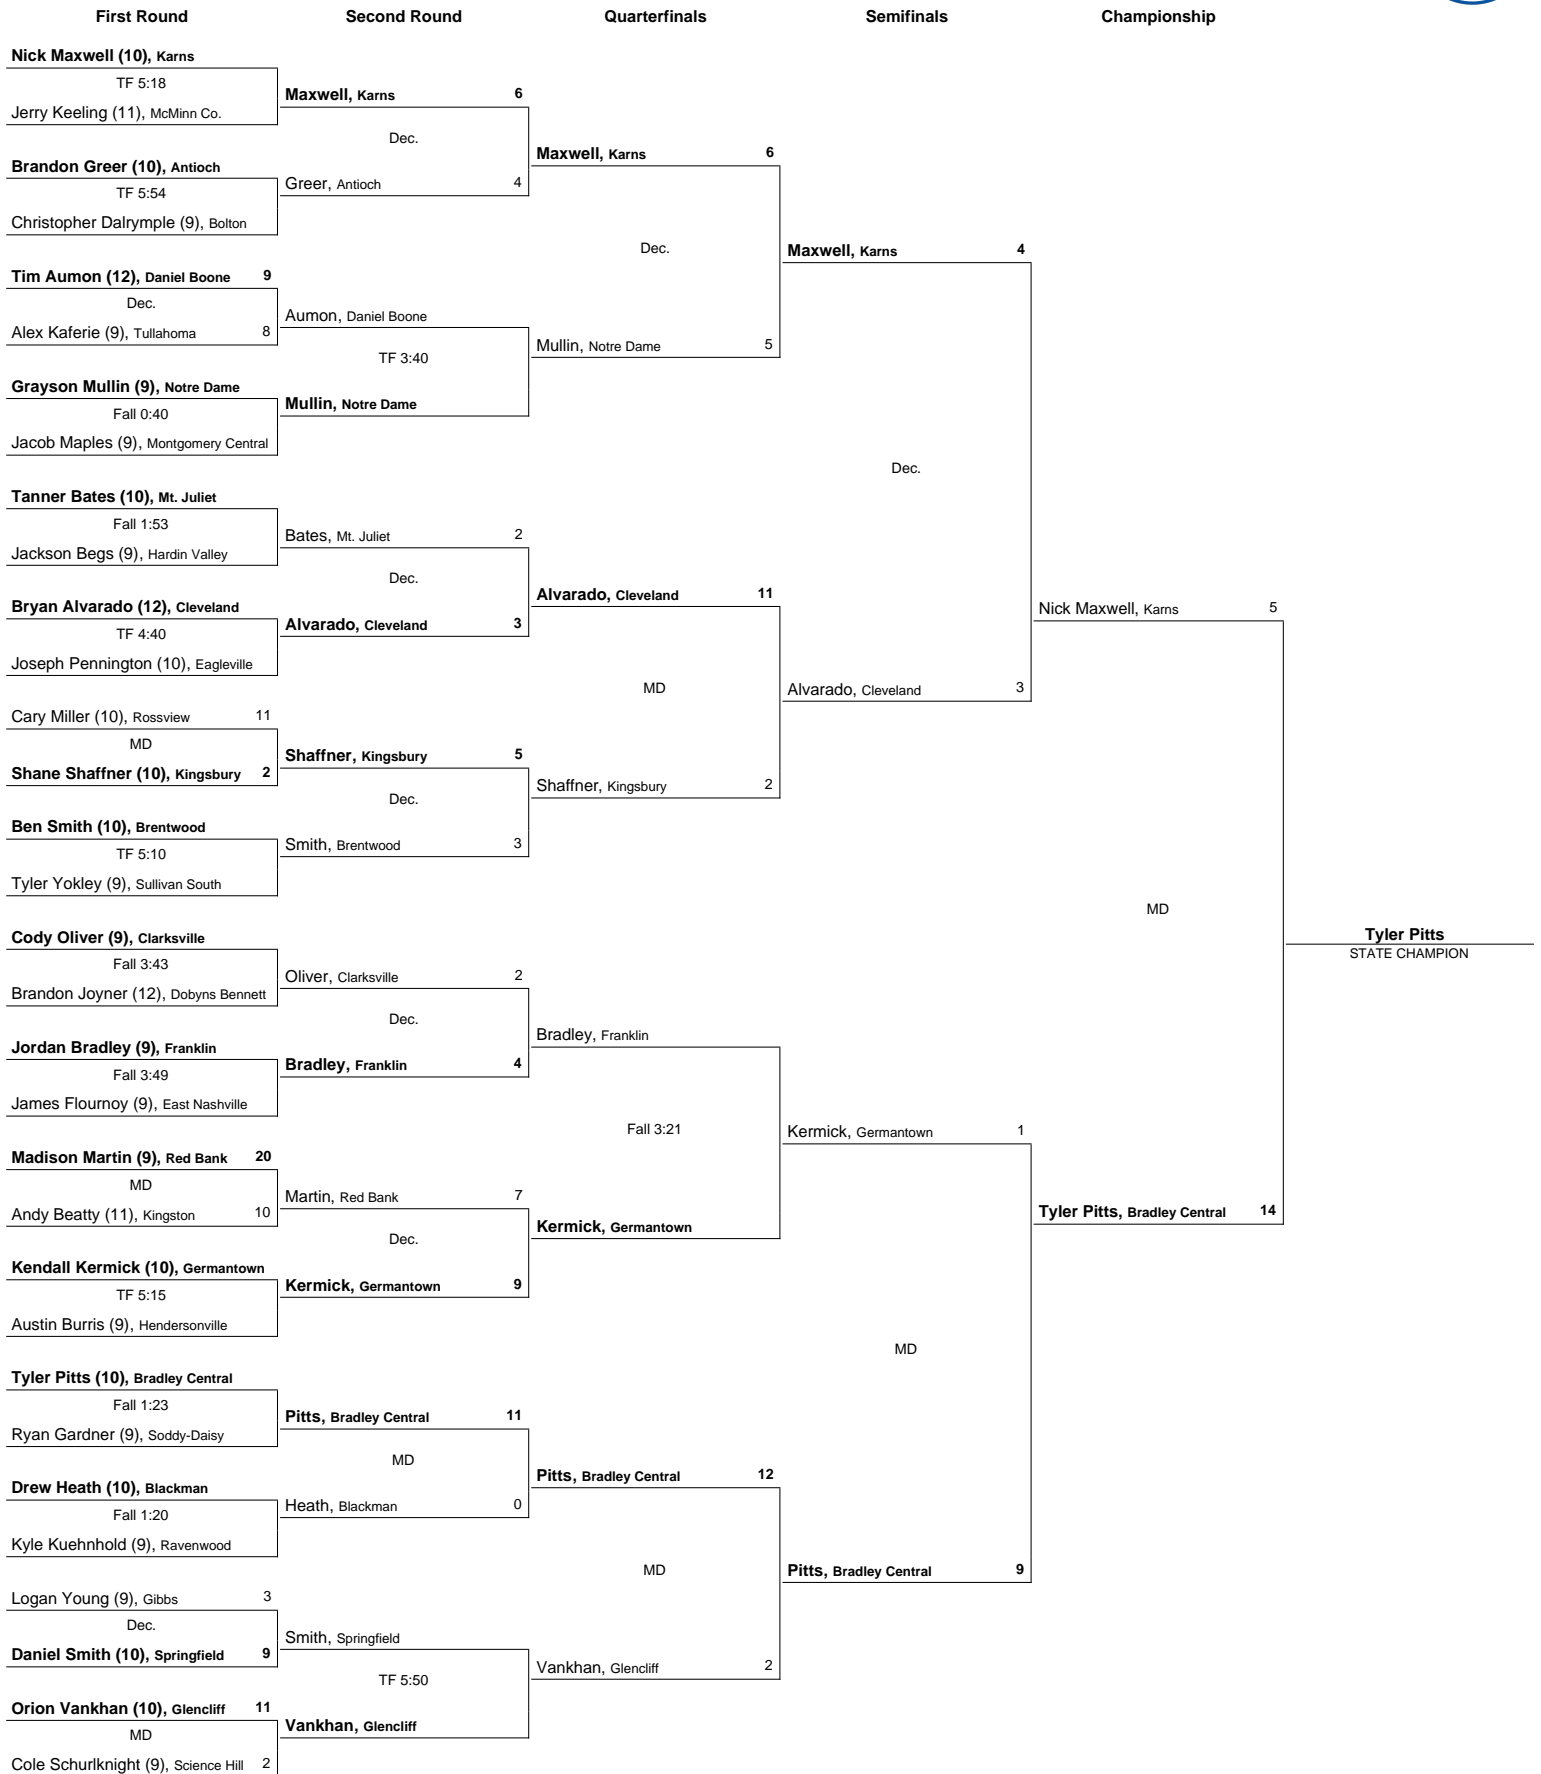 First Round Second Round Quarterfinals Semifinals Championship
Nick Maxwell (10), Karns
TF 5:18
Jerry Keeling (11), McMinn Co.
Brandon Greer (10), Antioch
TF 5:54
Christopher Dalrymple (9), Bolton
Tim Aumon (12), Daniel Boone 9
Dec.
Alex Kaferie (9), Tullahoma 8
Grayson Mullin (9), Notre Dame
Fall 0:40
Jacob Maples (9), Montgomery Central
Tanner Bates (10), Mt. Juliet
Fall 1:53
Jackson Begs (9), Hardin Valley
Bryan Alvarado (12), Cleveland
TF 4:40
Joseph Pennington (10), Eagleville
Cary Miller (10), Rossview 11
MD
Shane Shaffner (10), Kingsbury 2
Ben Smith (10), Brentwood
TF 5:10
Tyler Yokley (9), Sullivan South
Cody Oliver (9), Clarksville
Fall 3:43
Brandon Joyner (12), Dobyns Bennett
Jordan Bradley (9), Franklin
Fall 3:49
James Flournoy (9), East Nashville
Madison Martin (9), Red Bank 20
MD
Andy Beatty (11), Kingston 10
Kendall Kermick (10), Germantown
TF 5:15
Austin Burris (9), Hendersonville
Tyler Pitts (10), Bradley Central
Fall 1:23
Ryan Gardner (9), Soddy-Daisy
Drew Heath (10), Blackman
Fall 1:20
Kyle Kuehnhold (9), Ravenwood
Logan Young (9), Gibbs 3
Dec.
Daniel Smith (10), Springfield 9
Orion Vankhan (10), Glencliff 11
MD
Cole Schurlknight (9), Science Hill 2
Maxwell, Karns 6
Dec.
Greer, Antioch 4
Aumon, Daniel Boone
TF 3:40
Mullin, Notre Dame
Bates, Mt. Juliet 2
Dec.
Alvarado, Cleveland 3
Shaffner, Kingsbury 5
Dec.
Smith, Brentwood 3
Oliver, Clarksville 2
Dec.
Bradley, Franklin 4
Martin, Red Bank 7
Dec.
Kermick, Germantown 9
Pitts, Bradley Central 11
MD
Heath, Blackman 0
Smith, Springfield
TF 5:50
Vankhan, Glencliff
Maxwell, Karns 6
Dec.
Mullin, Notre Dame 5
Alvarado, Cleveland 11
MD
Shaffner, Kingsbury 2
Bradley, Franklin
Fall 3:21
Kermick, Germantown
Pitts, Bradley Central 12
MD
Vankhan, Glencliff 2
Maxwell, Karns 4
Dec.
Alvarado, Cleveland 3
Kermick, Germantown 1
MD
Pitts, Bradley Central 9
Nick Maxwell, Karns 5
MD
Tyler Pitts, Bradley Central 14
Tyler Pitts
STATE CHAMPION